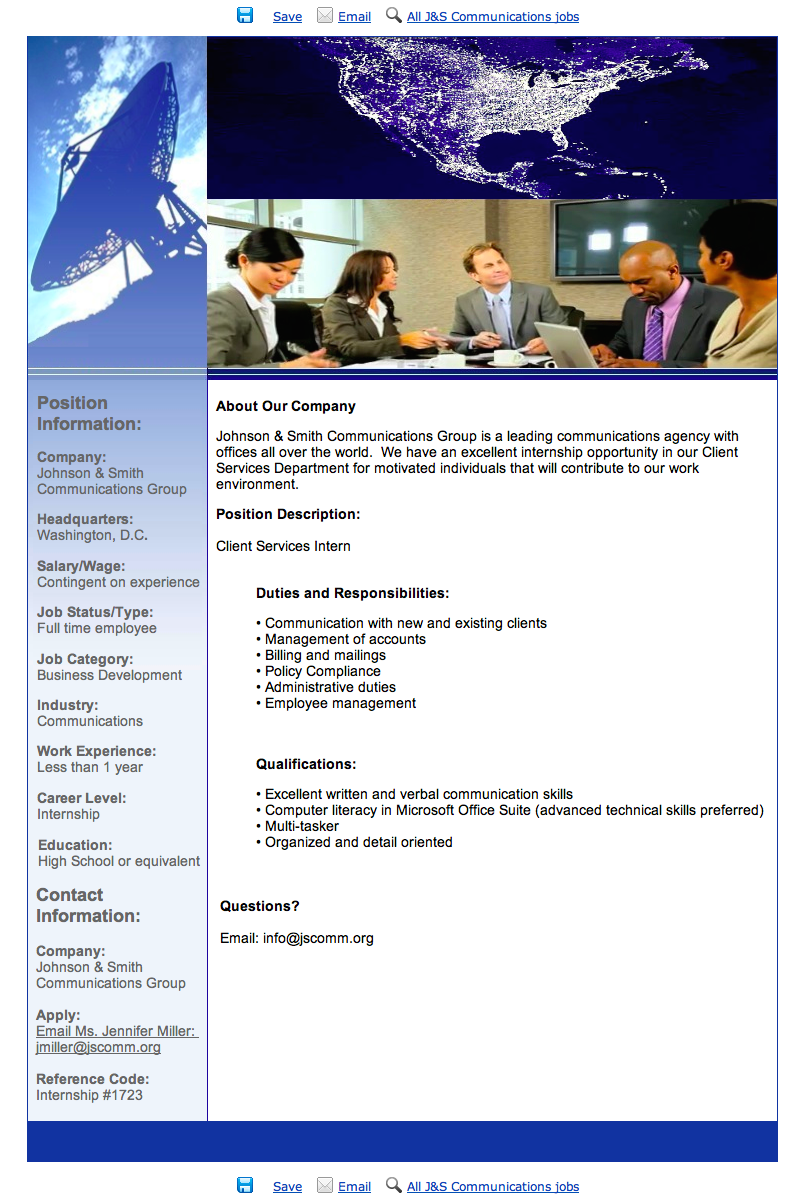 Save Email All J&S Communications jobs
Position
Information:
Company:
Johnson & Smith
Communications Group
Headquarters:
Washington, D.C.
Salary/Wage:
Contingent on experience
Job Status/Type:
Full time employee
Job Category:
Business Development
Industry:
Communications
Work Experience:
Less than 1 year
Career Level:
Internship
Education:
High School or equivalent
Contact
Information:
Company:
Johnson & Smith
Communications Group
Apply:
Email Ms. Jennifer Miller:
jmiller@jscomm.org
Reference Code:
Internship #1723
About Our Company
Johnson & Smith Communications Group is a leading communications agency with
offices all over the world. We have an excellent internship opportunity in our Client
Services Department for motivated individuals that will contribute to our work
environment.
Position Description:
Client Services Intern
Duties and Responsibilities:
• Communication with new and existing clients
• Management of accounts
• Billing and mailings
• Policy Compliance
• Administrative duties
• Employee management
Qualifications:
• Excellent written and verbal communication skills
• Computer literacy in Microsoft Office Suite (advanced technical skills preferred)
• Multi-tasker
• Organized and detail oriented
Questions?
Email: info@jscomm.org
Save Email All J&S Communications jobs